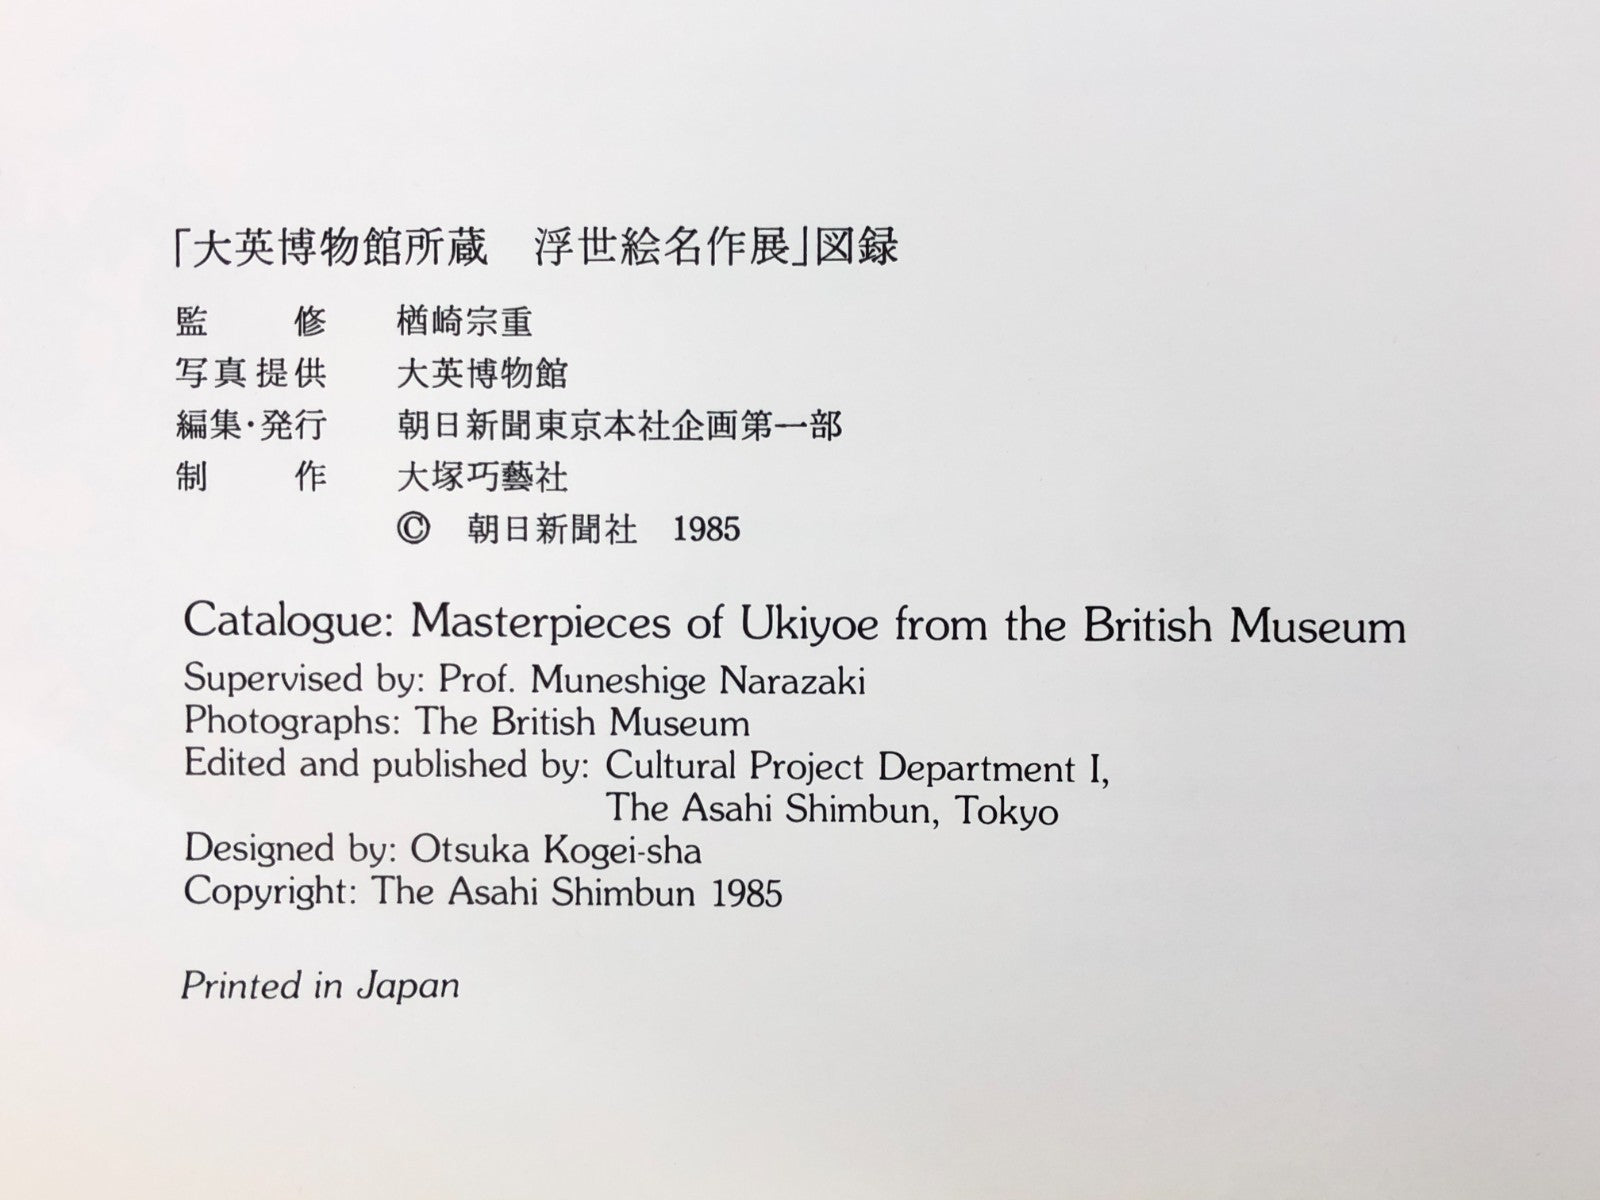 「大英博物館所蔵　浮世絵名作展」図録
監　　修　楢崎宗重
写真提供　大英博物館
編集・発行　朝日新聞東京本社企画第一部
制　　作　大塚巧藝社
©　朝日新聞社　1985
Catalogue: Masterpieces of Ukiyoe from the British Museum
Supervised by: Prof. Muneshige Narazaki
Photographs: The British Museum
Edited and published by: Cultural Project Department I,
The Asahi Shimbun, Tokyo
Designed by: Otsuka Kogei-sha
Copyright: The Asahi Shimbun 1985
Printed in Japan